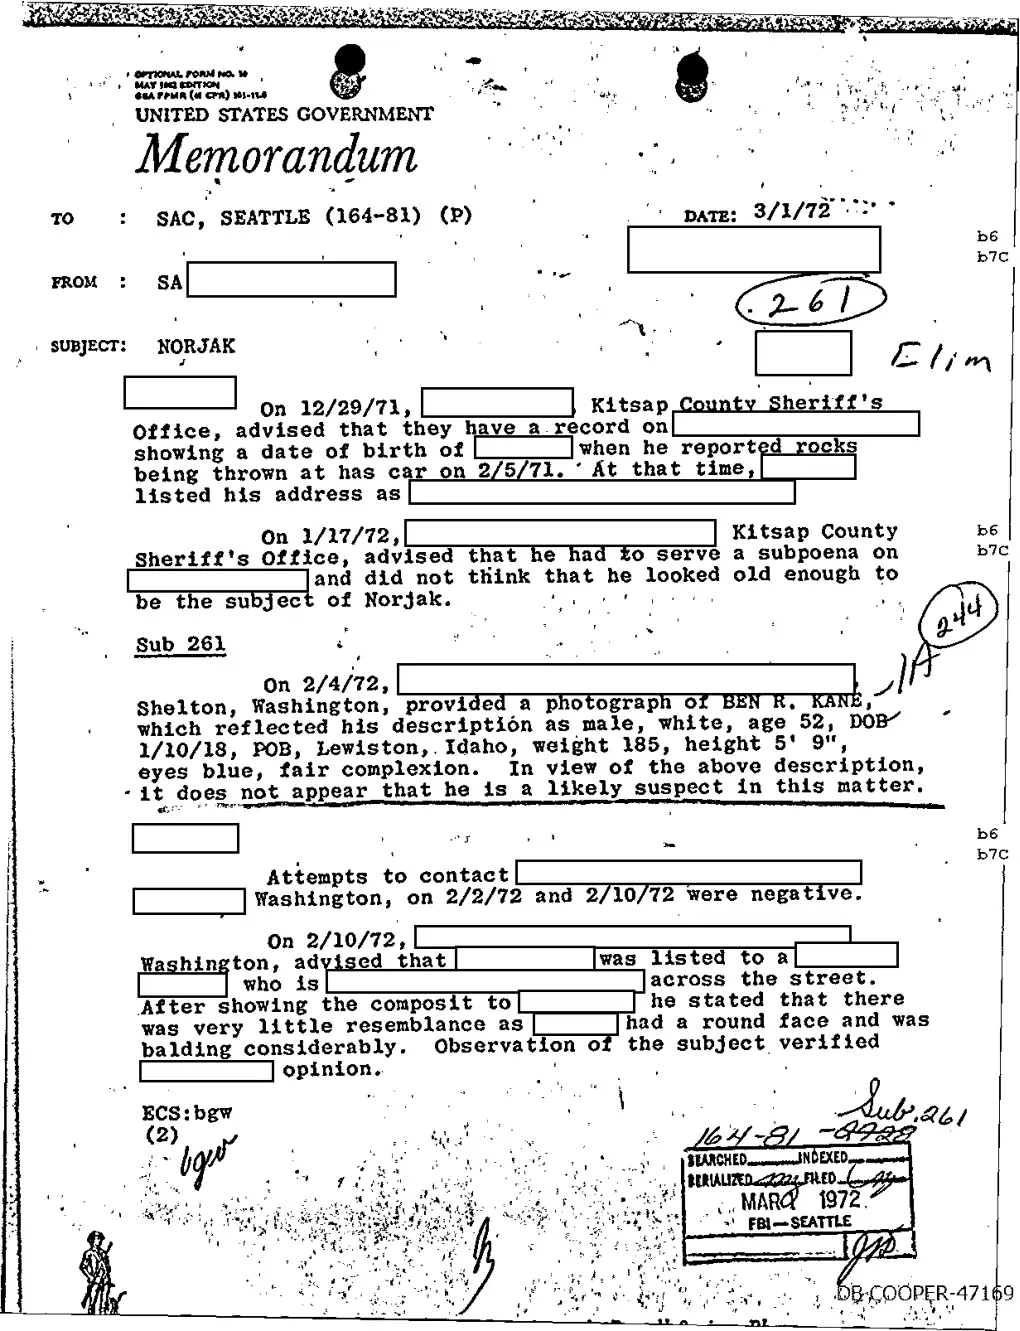 OPTIONAL FORM NO. 10
MAY 1962 EDITION
GSA FPMR (41 CFR) 101-11.6
UNITED STATES GOVERNMENT
Memorandum
TO : SAC, SEATTLE (164-81) (P)
DATE: 3/1/72
b6
b7C
FROM : SA
261
SUBJECT: NORJAK
Elim
On 12/29/71, Kitsap County Sheriff's
Office, advised that they have a record on
showing a date of birth of when he reported rocks
being thrown at has car on 2/5/71. At that time,
listed his address as
On 1/17/72, Kitsap County
b6
Sheriff's Office, advised that he had to serve a subpoena on
b7C
and did not think that he looked old enough to
be the subject of Norjak.
244
Sub 261
1A
On 2/4/72,
Shelton, Washington, provided a photograph of BEN R. KANE,
which reflected his description as male, white, age 52, DOB
1/10/18, POB, Lewiston, Idaho, weight 185, height 5' 9",
eyes blue, fair complexion. In view of the above description,
it does not appear that he is a likely suspect in this matter.
b6
b7C
Attempts to contact
Washington, on 2/2/72 and 2/10/72 were negative.
On 2/10/72,
Washington, advised that was listed to a
who is across the street.
After showing the composit to he stated that there
was very little resemblance as had a round face and was
balding considerably. Observation of the subject verified
opinion.
ECS:bgw
(2)
bgw
Sub. 261
164-81-
SEARCHED INDEXED
SERIALIZED FILED
MAR 1972
FBI—SEATTLE
DB COOPER-47169